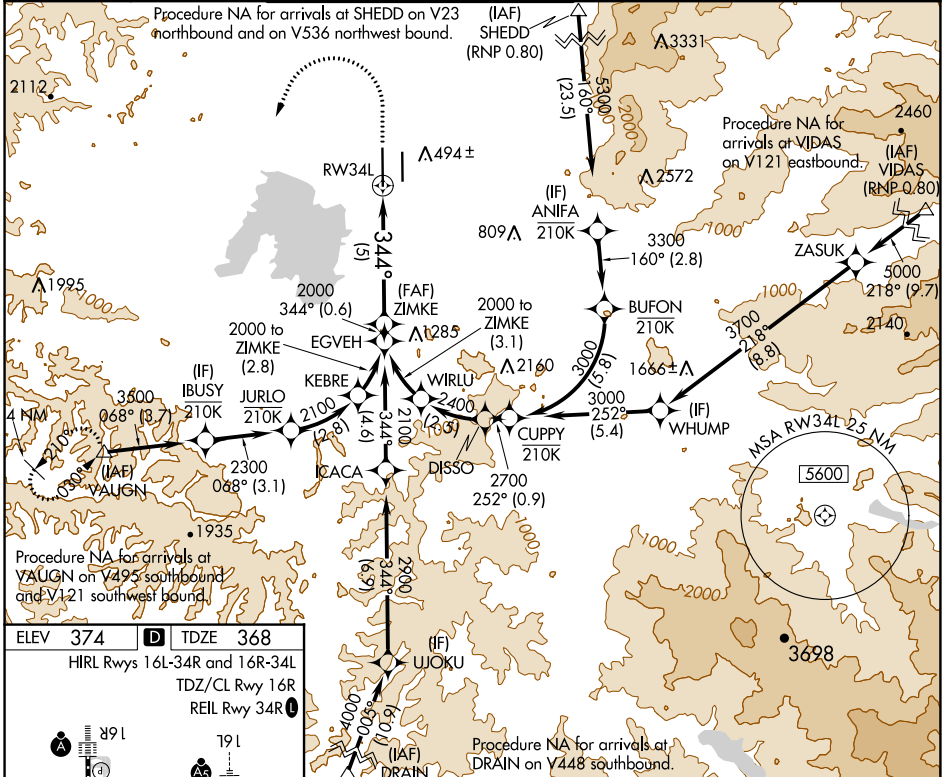 Procedure NA for arrivals at SHEDD on V23
northbound and on V536 northwest bound.
(IAF)
SHEDD
(RNP 0.80)
3331
5300
160°
(23.5)
2000
2112
2460
Procedure NA for
arrivals at VIDAS
on V121 eastbound.
(IAF)
VIDAS
(RNP 0.80)
RW34L
494±
2572
(IF)
ANIFA
210K
809
1000
3300
160° (2.8)
ZASUK
5000
218° (9.7)
344°
(5)
1995
1000
2000
344° (0.6)
(FAF)
ZIMKE
2000 to
ZIMKE
(3.1)
BUFON
210K
1000
3700
218°
(8.8)
2140
2000 to
ZIMKE
(2.8)
EGVEH
1285
2160
3000
(5.8)
1666±
KEBRE
WIRLU
(IF)
IBUSY
210K
JURLO
210K
3500
068° (3.7)
2100
(2.8)
2100
344°
(4.6)
2400
3000
252°
(5.4)
(IF)
WHUMP
4 NM
210°
030°
(IAF)
VAUGN
2300
068° (3.1)
ICACA
DISSO
CUPPY
210K
2700
252° (0.9)
MSA RW34L 25 NM
5600
1935
1000
1000
2000
Procedure NA for arrivals at
VAUGN on V495 southbound
and V121 southwest bound.
2900
344°
(6.9)
3698
ELEV 374 D TDZE 368
HIRL Rwys 16L-34R and 16R-34L
TDZ/CL Rwy 16R
REIL Rwy 34R L
(IF)
UJOKU
4000
005°
(6.0)
(IAF)
DRAIN
Procedure NA for arrivals at
DRAIN on V448 southbound.
A
16R
16L
A5
P